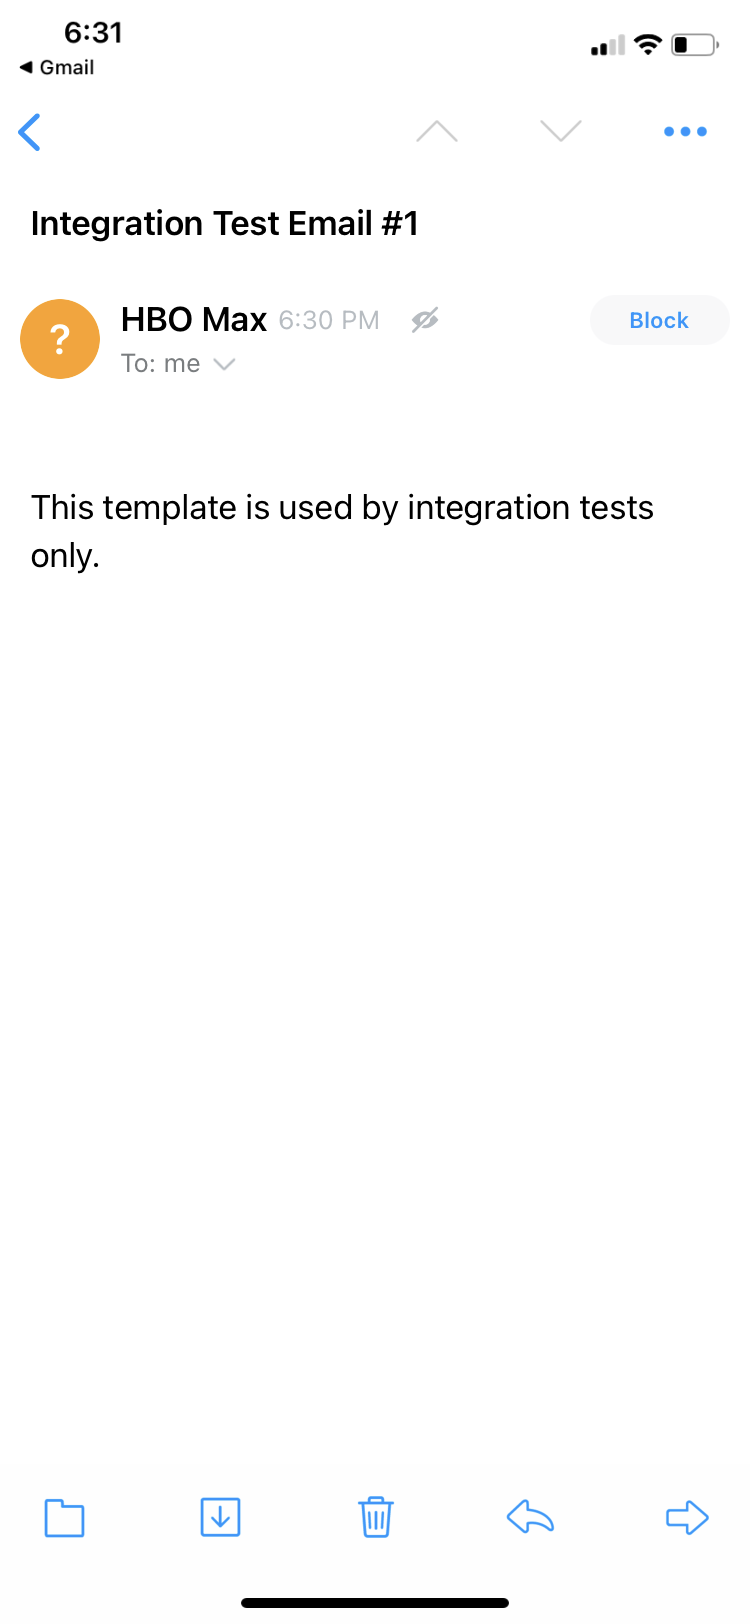 6:31
Gmail
Integration Test Email #1
?
HBO Max 6:30 PM
Block
To: me
This template is used by integration tests
only.